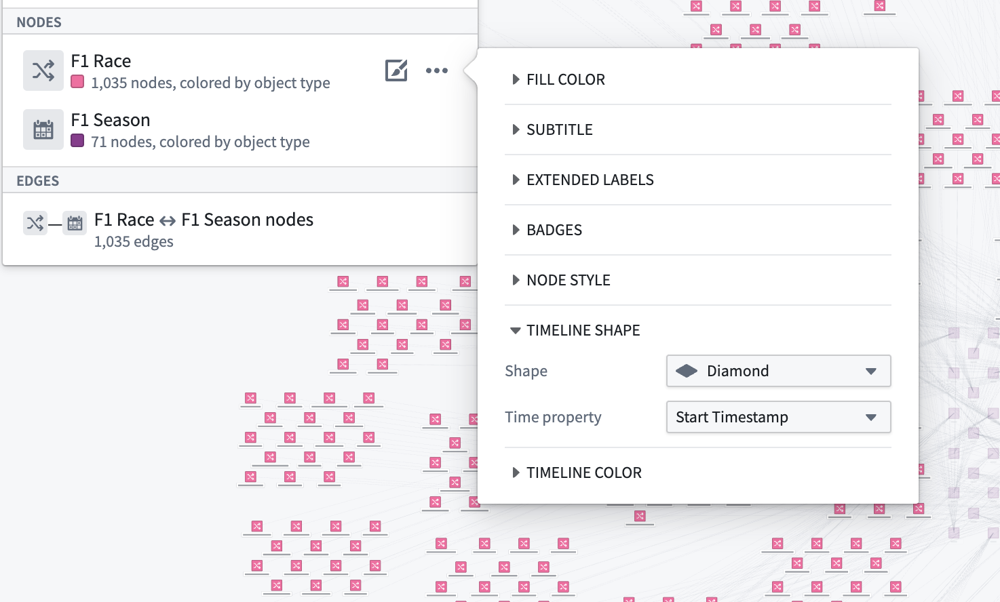 NODES
F1 Race
1,035 nodes, colored by object type
F1 Season
71 nodes, colored by object type
EDGES
F1 Race ↔ F1 Season nodes
1,035 edges
FILL COLOR
SUBTITLE
EXTENDED LABELS
BADGES
NODE STYLE
TIMELINE SHAPE
Shape
Diamond
Time property
Start Timestamp
TIMELINE COLOR